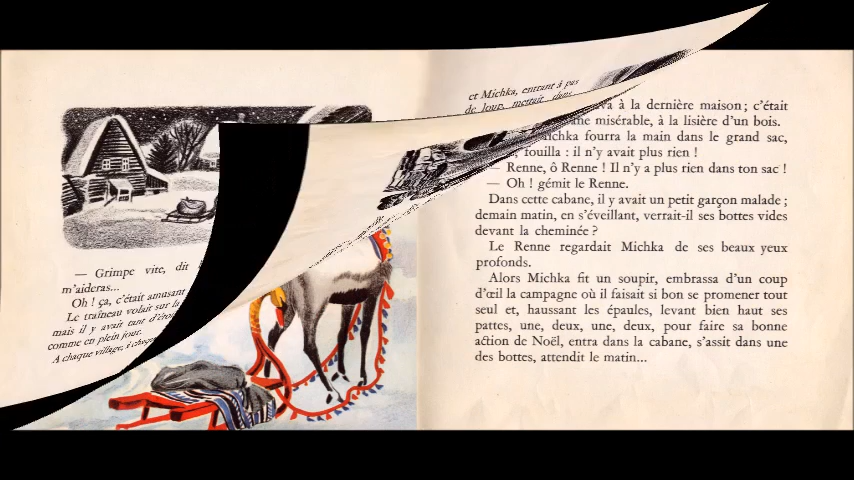 — Grimpe vite, dit
m'aideras...
Oh ! ça, c'était amusant
Le traîneau volait sur la
mais il y avait tant d'étoi
comme en plein jour.
A chaque village, à chaque
et Michka, entrant à pas
de loup, mettait dans
va à la dernière maison ; c'était
misérable, à la lisière d'un bois.
chka fourra la main dans le grand sac,
fouilla : il n'y avait plus rien !
— Renne, ô Renne ! Il n'y a plus rien dans ton sac !
— Oh ! gémit le Renne.
Dans cette cabane, il y avait un petit garçon malade ;
demain matin, en s'éveillant, verrait-il ses bottes vides
devant la cheminée ?
Le Renne regardait Michka de ses beaux yeux
profonds.
Alors Michka fit un soupir, embrassa d'un coup
d'œil la campagne où il faisait si bon se promener tout
seul et, haussant les épaules, levant bien haut ses
pattes, une, deux, une, deux, pour faire sa bonne
action de Noël, entra dans la cabane, s'assit dans une
des bottes, attendit le matin...